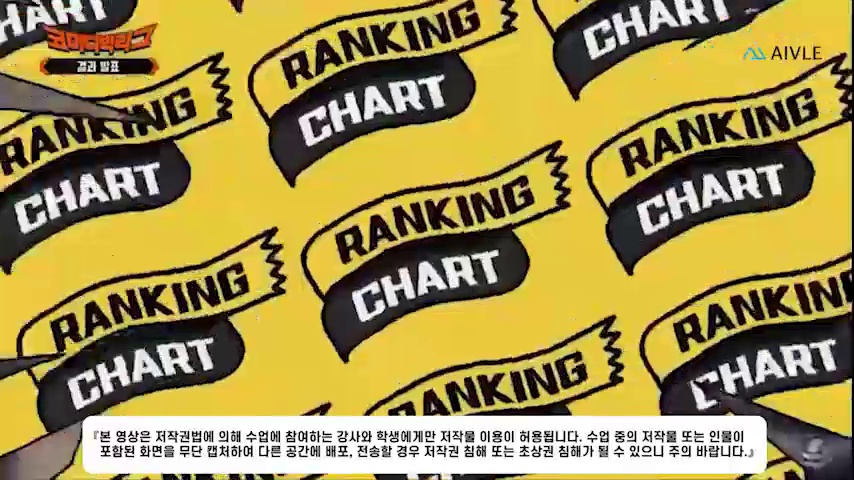 CHART
코미디빅리그
결과 발표
RANKING
CHART
CHART
AIVLE
RANKING
CHART
RANKING
CHART
RANKING
CHART
RANKING
CHART
RANKING
RANKING
CHART
『본 영상은 저작권법에 의해 수업에 참여하는 강사와 학생에게만 저작물 이용이 허용됩니다. 수업 중의 저작물 또는 인물이
포함된 화면을 무단 캡처하여 다른 공간에 배포, 전송할 경우 저작권 침해 또는 초상권 침해가 될 수 있으니 주의 바랍니다.』